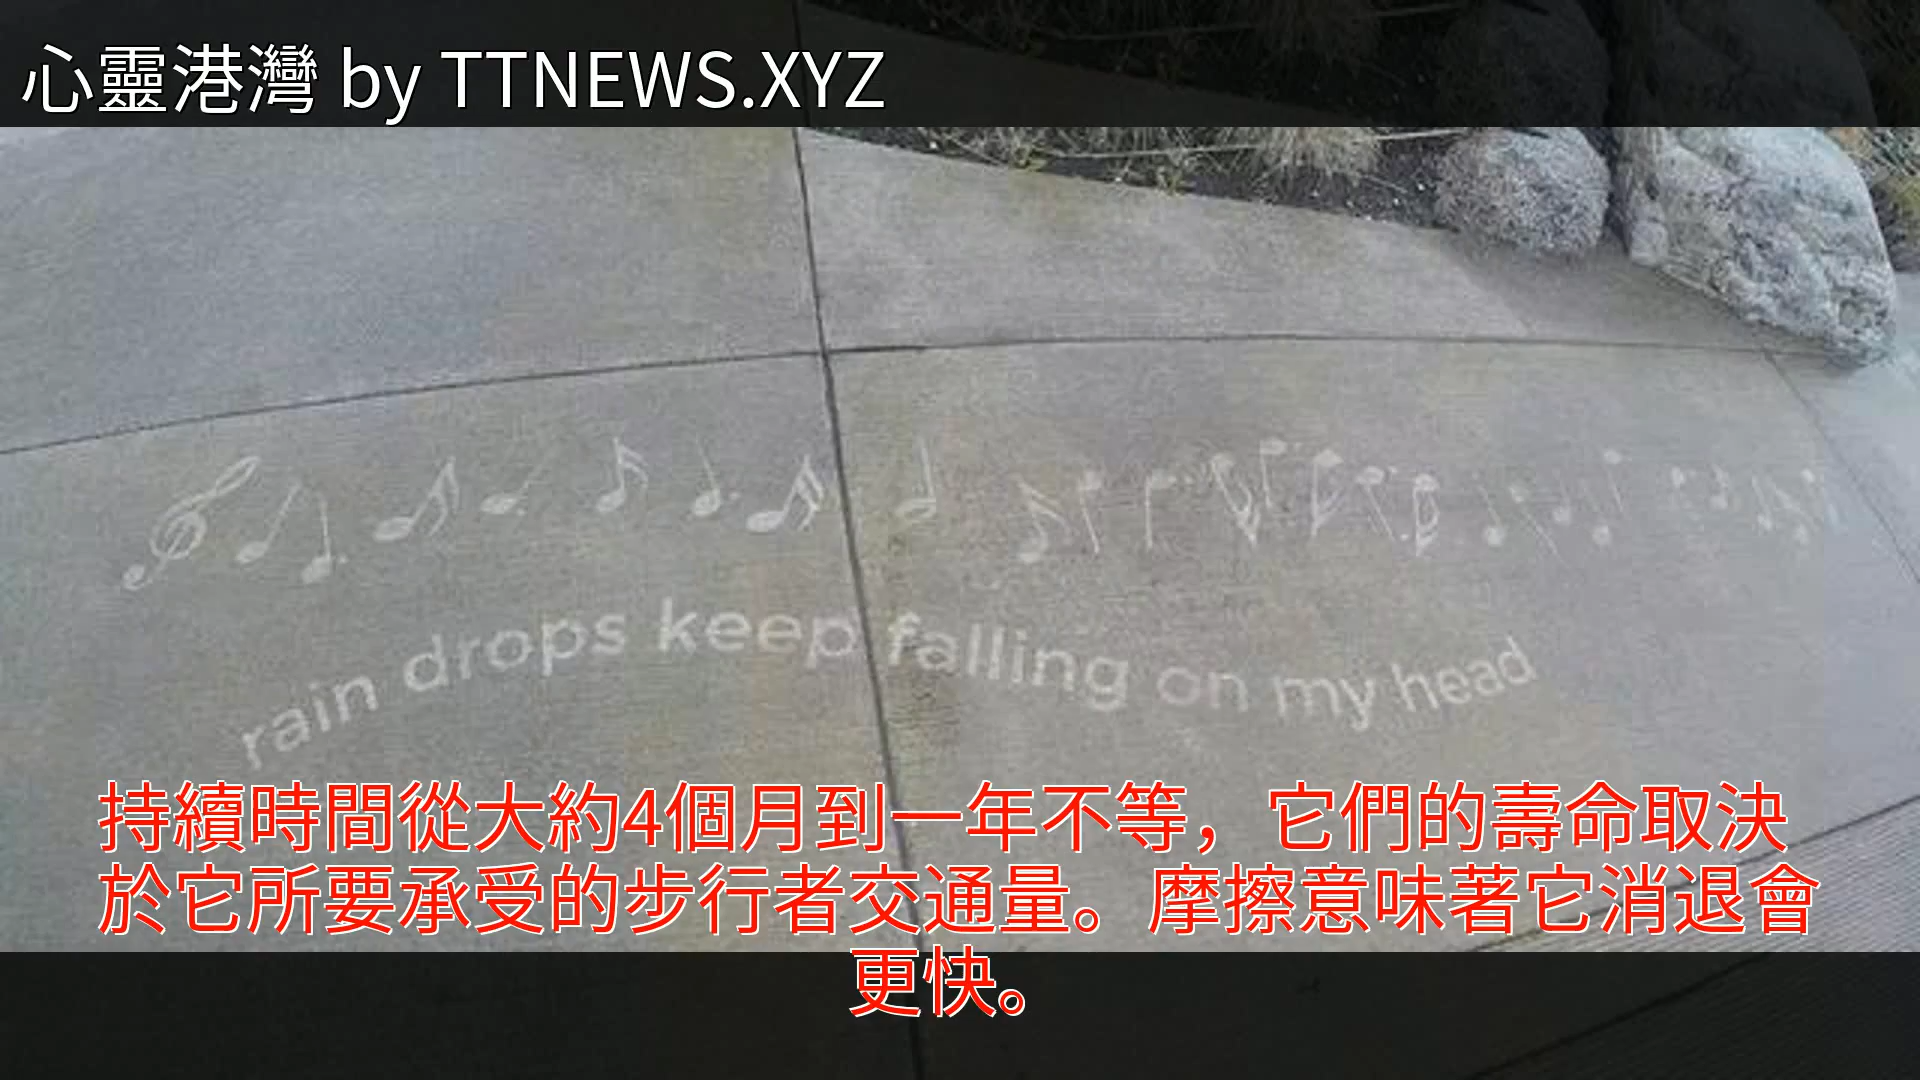 心靈港灣 by TTNEWS.XYZ
rain drops keep falling on my head
持續時間從大約4個月到一年不等，它們的壽命取決
於它所要承受的步行者交通量。摩擦意味著它消退會
更快。